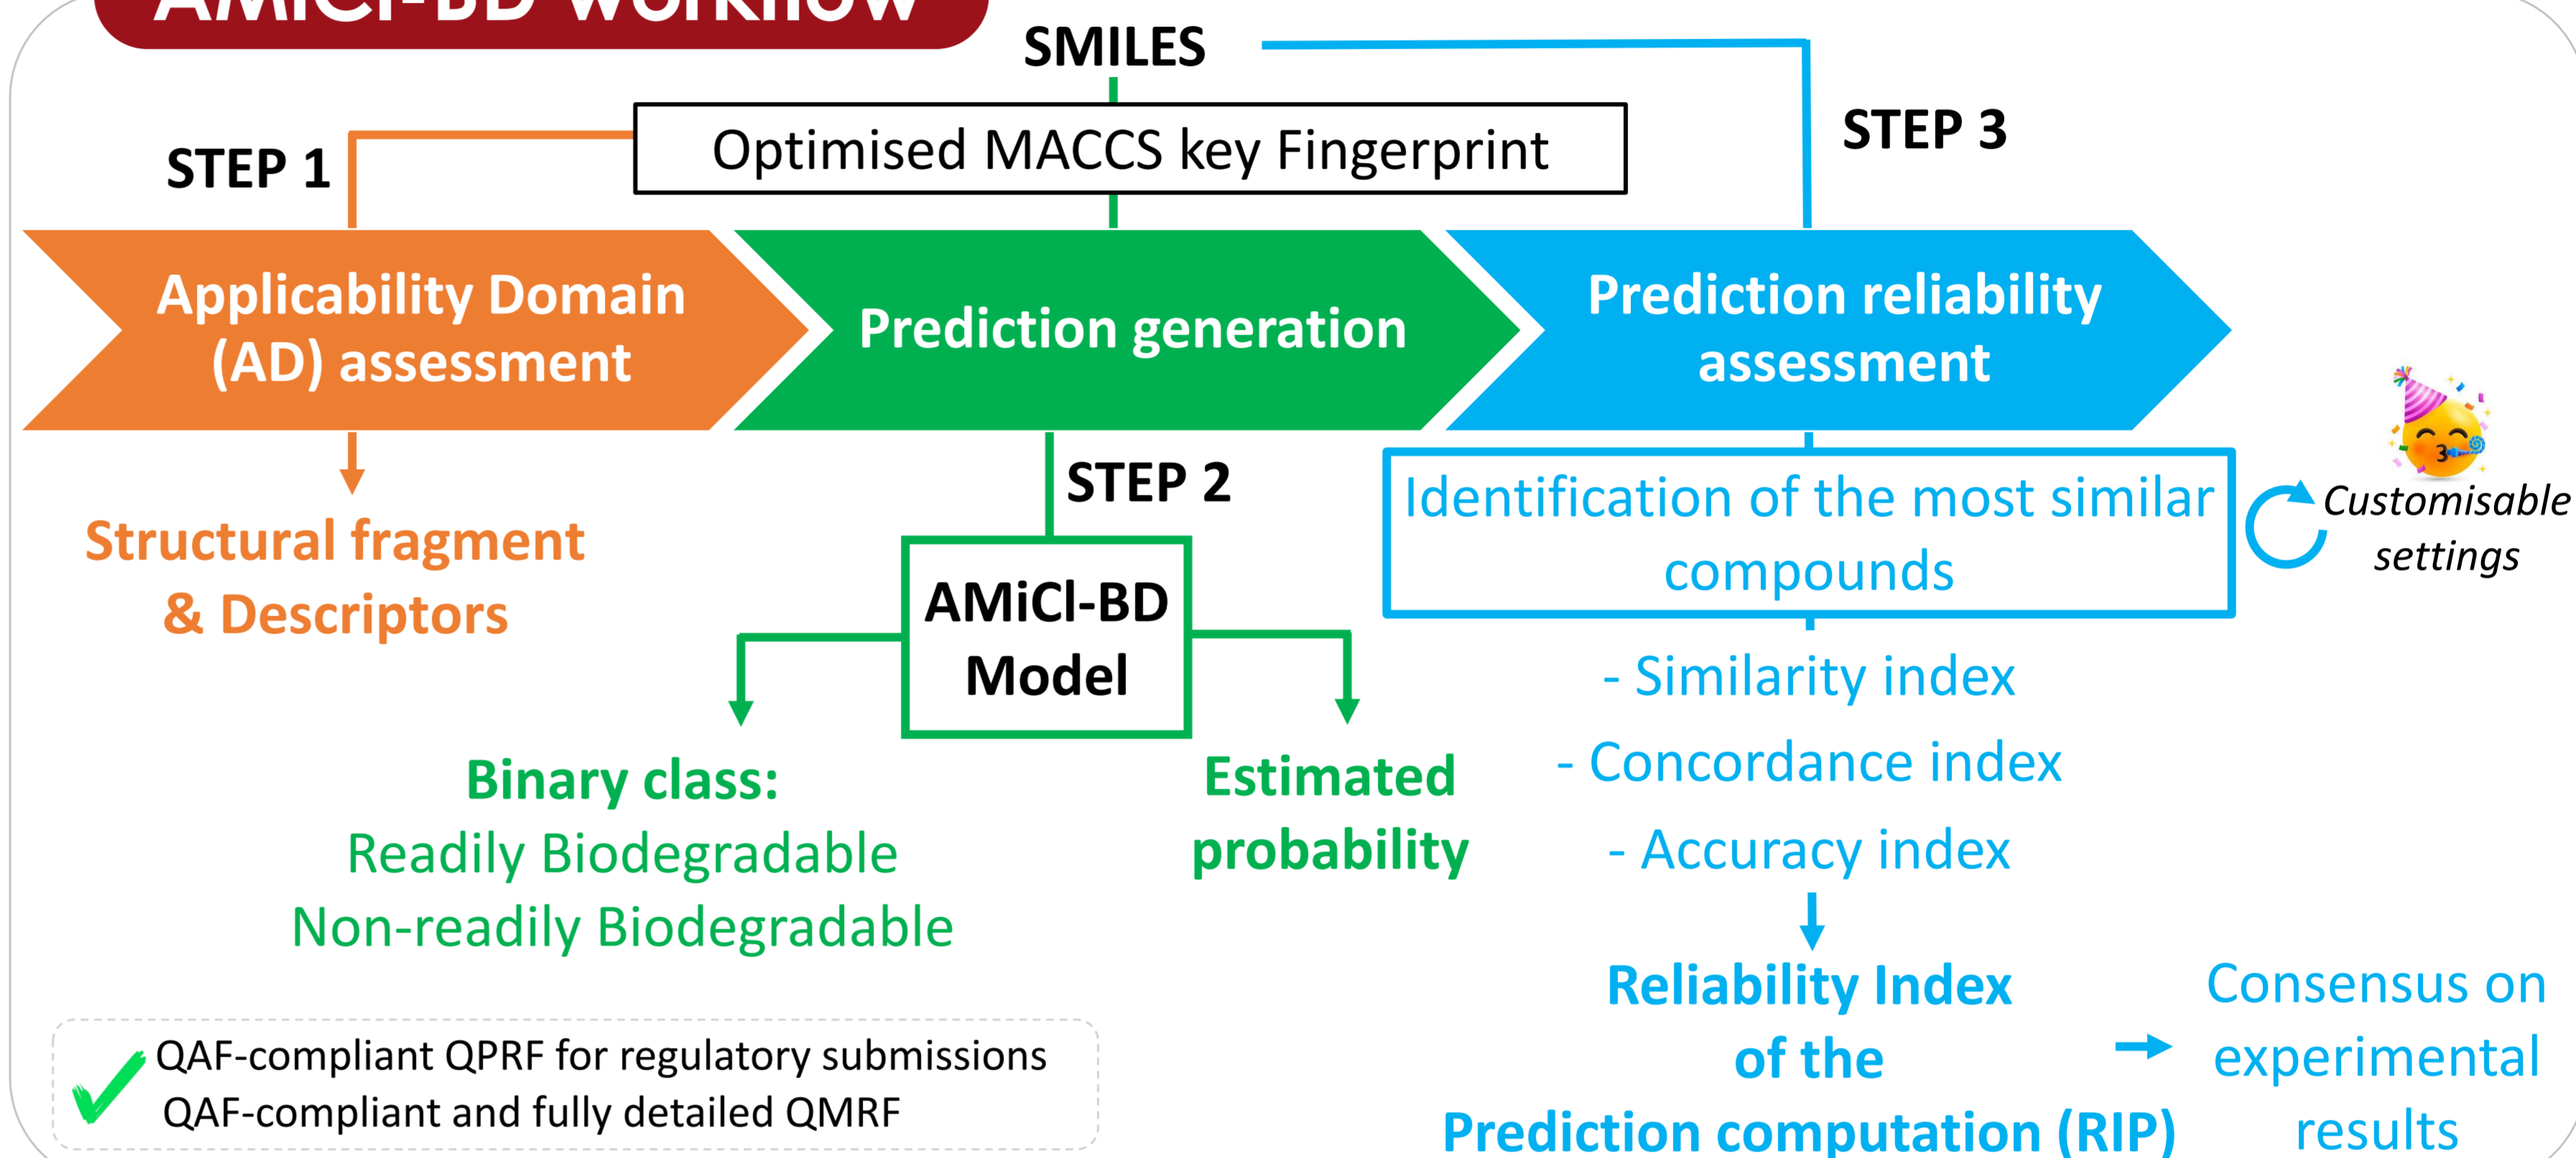 AMiCl-BD workflow
SMILES
Optimised MACCS key Fingerprint
STEP 1
STEP 3
Applicability Domain
(AD) assessment
Prediction generation
Prediction reliability
assessment
Structural fragment
& Descriptors
STEP 2
AMiCl-BD
Model
Binary class:
Readily Biodegradable
Non-readily Biodegradable
Estimated
probability
Identification of the most similar
compounds
Customisable
settings
- Similarity index
- Concordance index
- Accuracy index
Reliability Index
of the
Prediction computation (RIP)
Consensus on
experimental
results
QAF-compliant QPRF for regulatory submissions
QAF-compliant and fully detailed QMRF